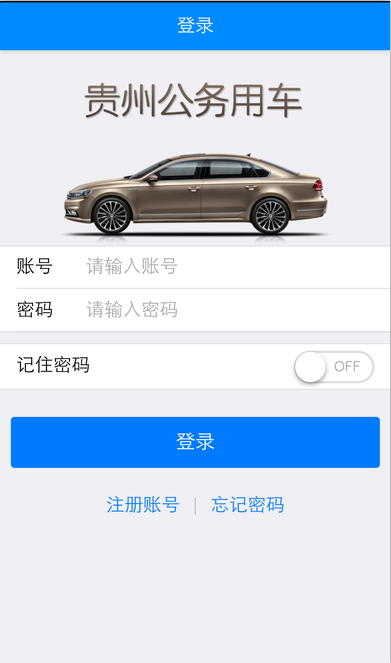 登录
贵州公务用车
账号 请输入账号
密码 请输入密码
记住密码 OFF
登录
注册账号 | 忘记密码